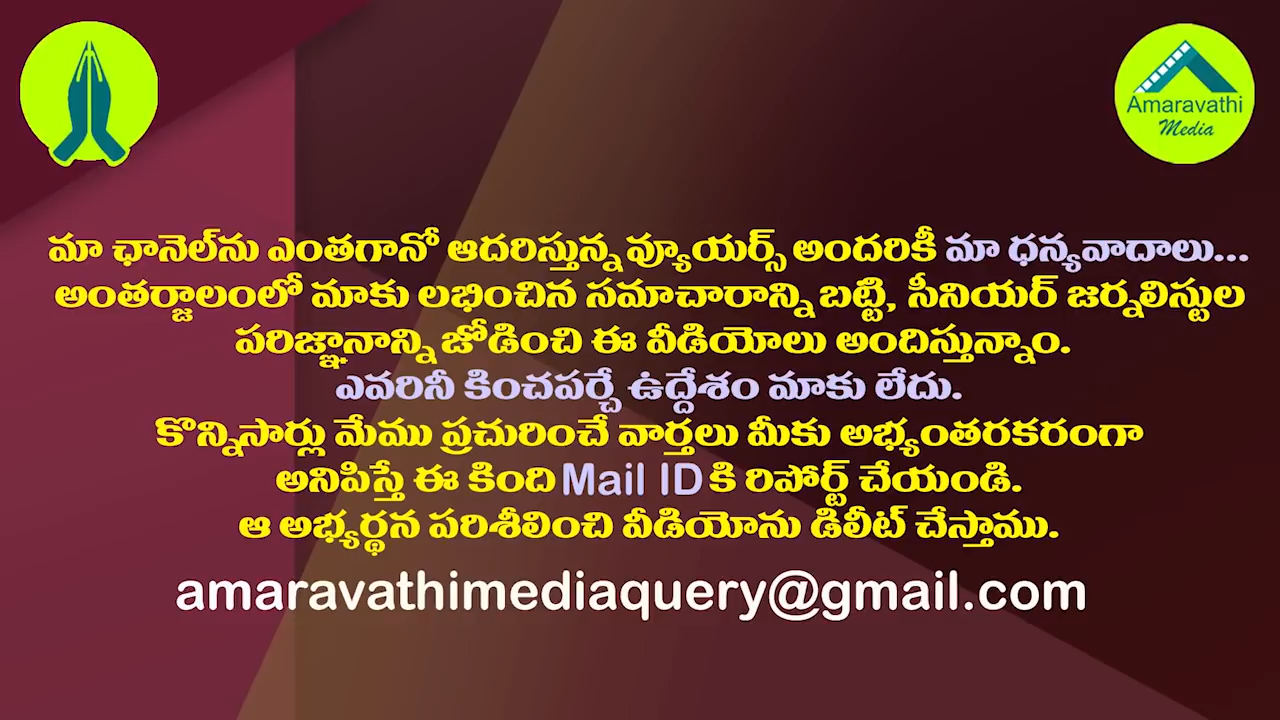 Amaravathi
Media
మా ఛానెల్‌ను ఎంతగానో ఆదరిస్తున్న వ్యూయర్స్ అందరికీ మా ధన్యవాదాలు...
అంతర్జాలంలో మాకు లభించిన సమాచారాన్ని బట్టి, సీనియర్ జర్నలిస్టుల
పరిజ్ఞానాన్ని జోడించి ఈ వీడియోలు అందిస్తున్నాం.
ఎవరినీ కించపర్చే ఉద్దేశం మాకు లేదు.
కొన్నిసార్లు మేము ప్రచురించే వార్తలు మీకు అభ్యంతరకరంగా
అనిపిస్తే ఈ కింది Mail ID కి రిపోర్ట్ చేయండి.
ఆ అభ్యర్థన పరిశీలించి వీడియోను డిలీట్ చేస్తాము.
amaravathimediaquery@gmail.com